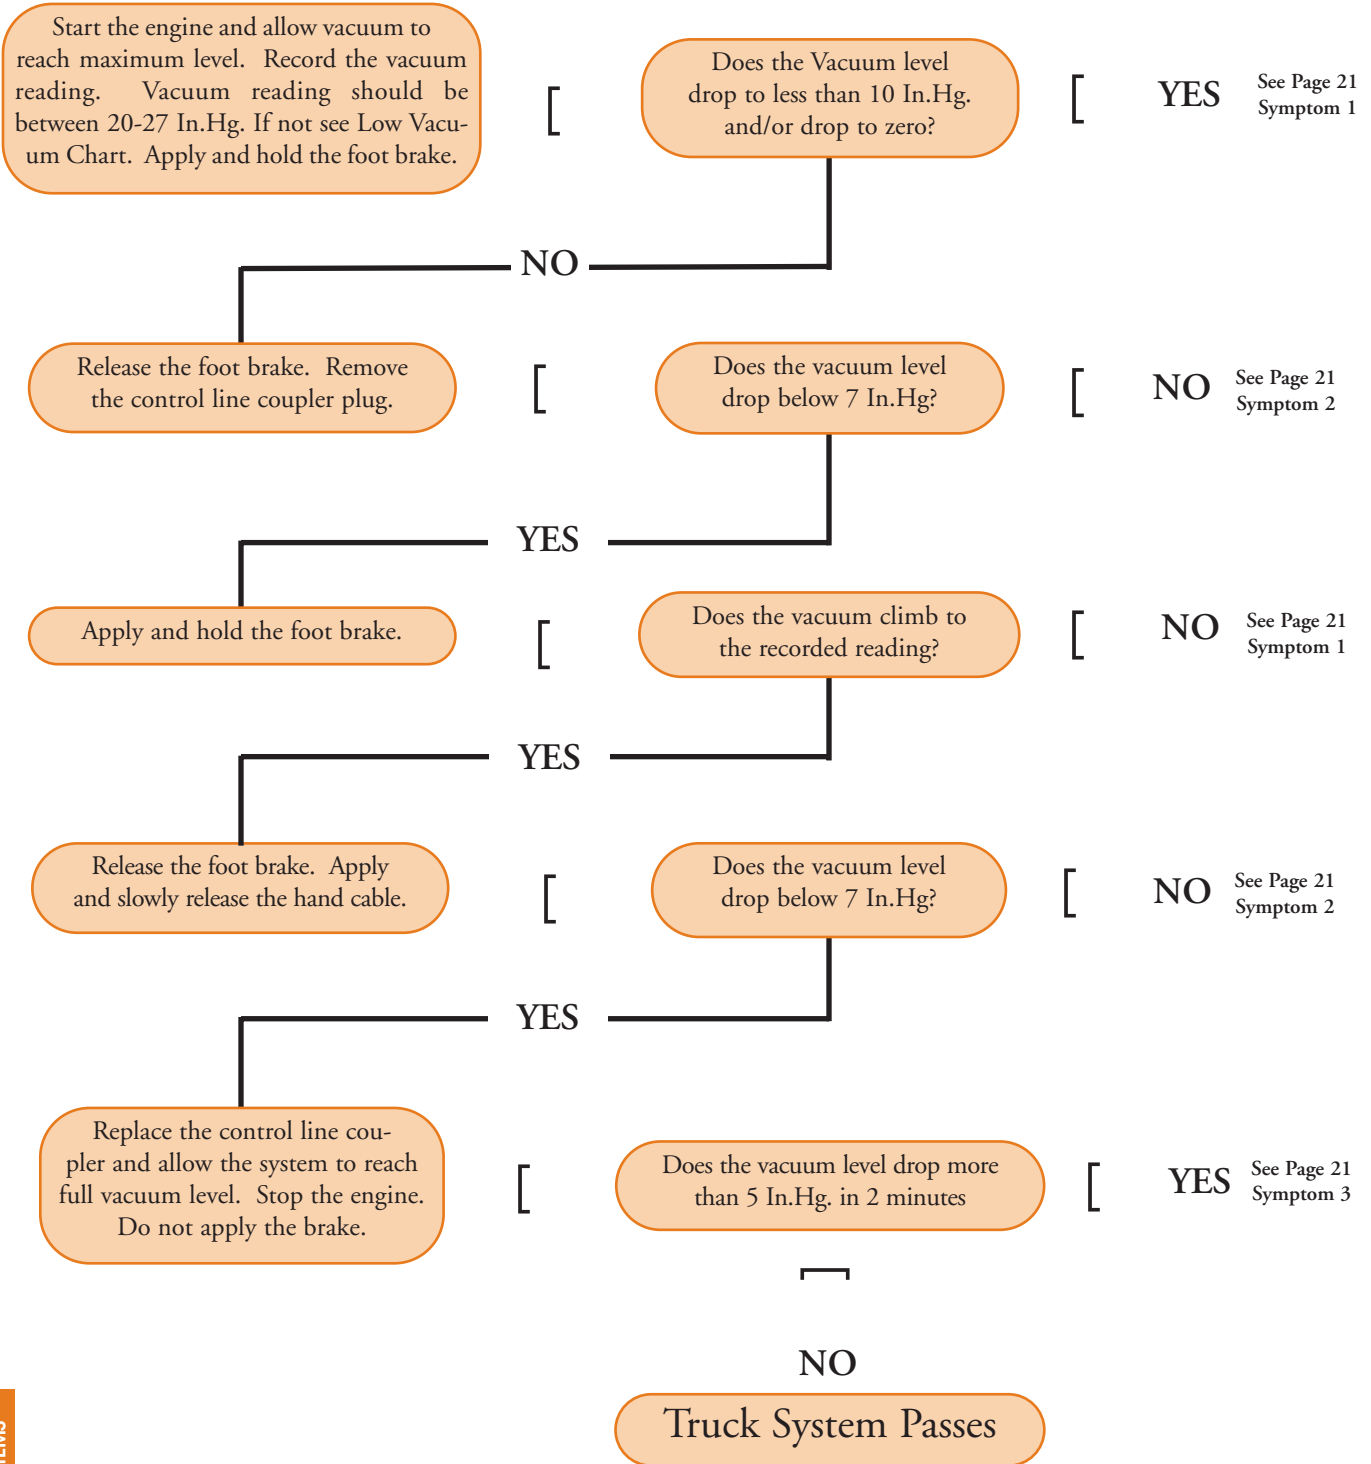 Start the engine and allow vacuum to
reach maximum level. Record the vacuum
reading. Vacuum reading should be
between 20-27 In.Hg. If not see Low Vacu-
um Chart. Apply and hold the foot brake.
Does the Vacuum level
drop to less than 10 In.Hg.
and/or drop to zero?
YES
See Page 21
Symptom 1
NO
Release the foot brake. Remove
the control line coupler plug.
Does the vacuum level
drop below 7 In.Hg?
NO
See Page 21
Symptom 2
YES
Apply and hold the foot brake.
Does the vacuum climb to
the recorded reading?
NO
See Page 21
Symptom 1
YES
Release the foot brake. Apply
and slowly release the hand cable.
Does the vacuum level
drop below 7 In.Hg?
NO
See Page 21
Symptom 2
YES
Replace the control line cou-
pler and allow the system to reach
full vacuum level. Stop the engine.
Do not apply the brake.
Does the vacuum level drop more
than 5 In.Hg. in 2 minutes
YES
See Page 21
Symptom 3
NO
Truck System Passes